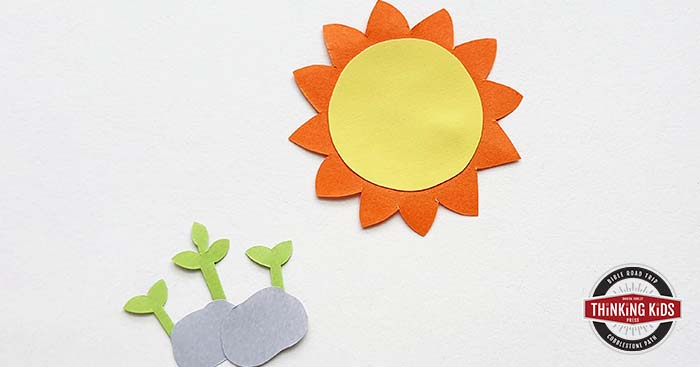 BIBLE ROAD TRIP
THiNKiNG KiDS
PRESS
COBBLESTONE PATH